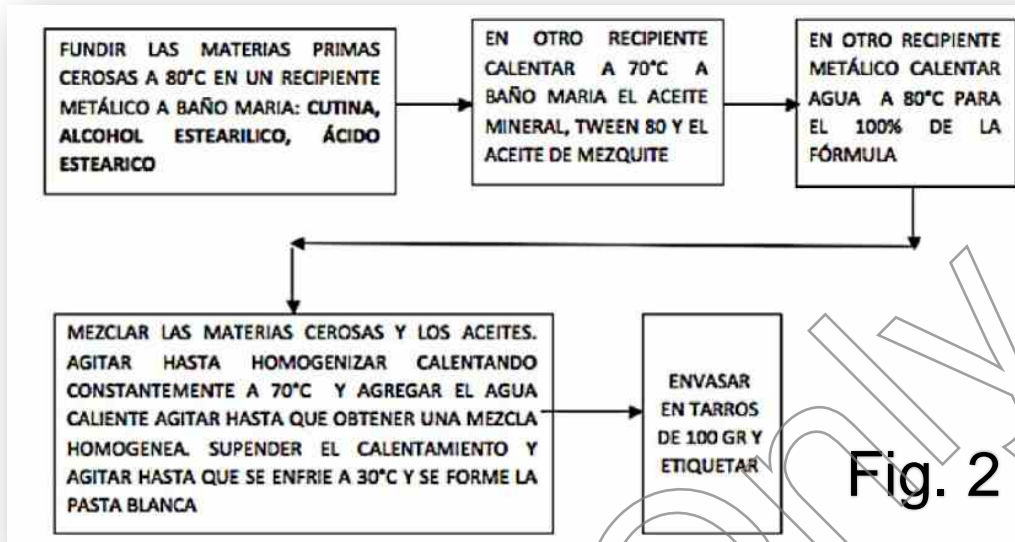 FUNDIR LAS MATERIAS PRIMAS
CEROSAS A 80°C EN UN RECIPIENTE
METÁLICO A BAÑO MARIA: CUTINA,
ALCOHOL ESTEARILICO, ÁCIDO
ESTEARICO
EN OTRO RECIPIENTE
CALENTAR A 70°C A
BAÑO MARIA EL ACEITE
MINERAL, TWEEN 80 Y EL
ACEITE DE MEZQUITE
EN OTRO RECIPIENTE
METÁLICO CALENTAR
AGUA A 80°C PARA
EL 100% DE LA
FÓRMULA
MEZCLAR LAS MATERIAS CEROSAS Y LOS ACEITES.
AGITAR HASTA HOMOGENIZAR CALENTANDO
CONSTANTEMENTE A 70°C Y AGREGAR EL AGUA
CALIENTE AGITAR HASTA QUE OBTENER UNA MEZCLA
HOMOGENEA. SUPENDER EL CALENTAMIENTO Y
AGITAR HASTA QUE SE ENFRIE A 30°C Y SE FORME LA
PASTA BLANCA
ENVASAR
EN TARROS
DE 100 GR Y
ETIQUETAR
Fig. 2
only